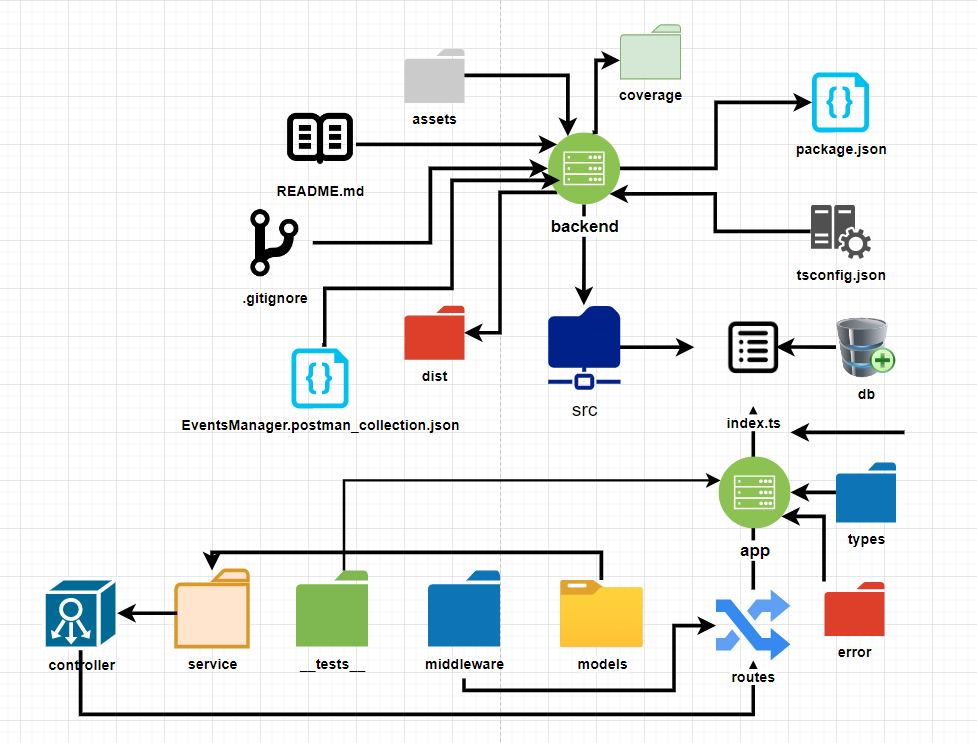 coverage
assets
package.json
README.md
backend
tsconfig.json
.gitignore
dist
db
src
index.ts
EventsManager.postman_collection.json
types
app
error
controller
service
__tests__
middleware
models
routes